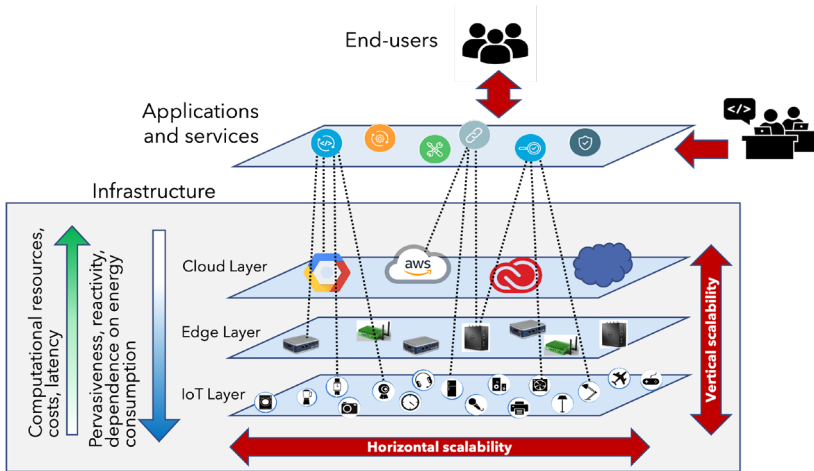 End-users
Applications
and services
</>
</>
Infrastructure
Computational resources,
costs, latency
Pervasiveness, reactivity,
dependence on energy
consumption
Cloud Layer
aws
Edge Layer
IoT Layer
Vertical scalability
Horizontal scalability